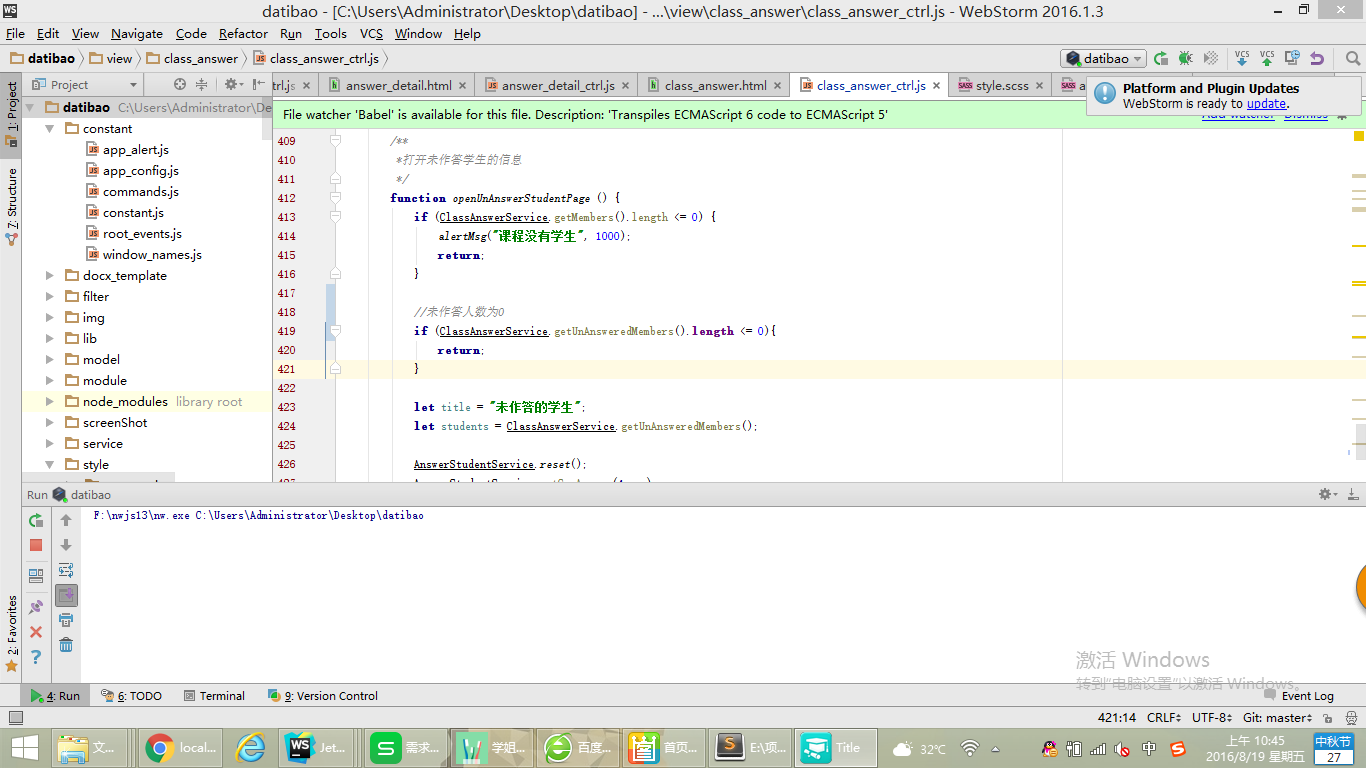 datibao - [C:\Users\Administrator\Desktop\datibao] - ...\view\class_answer\class_answer_ctrl.js - WebStorm 2016.1.3
File Edit View Navigate Code Refactor Run Tools VCS Window Help
datibao view class_answer class_answer_ctrl.js
datibao
Project
trl.js answer_detail.html answer_detail_ctrl.js class_answer.html class_answer_ctrl.js style.scss
Platform and Plugin Updates
WebStorm is ready to update.
File watcher 'Babel' is available for this file. Description: 'Transpiles ECMAScript 6 code to ECMAScript 5'
Add watcher Dismiss
1: Project
7: Structure
2: Favorites
datibao C:\Users\Administrator\De
constant
app_alert.js
app_config.js
commands.js
constant.js
root_events.js
window_names.js
docx_template
filter
img
lib
model
module
node_modules library root
screenShot
service
style
409 /**
410 *打开未作答学生的信息
411 */
412 function openUnAnswerStudentPage () {
413 if (ClassAnswerService.getMembers().length <= 0) {
414 alertMsg("课程没有学生", 1000);
415 return;
416 }
417
418 //未作答人数为0
419 if (ClassAnswerService.getUnAnsweredMembers().length <= 0){
420 return;
421 }
422
423 let title = "未作答的学生";
424 let students = ClassAnswerService.getUnAnsweredMembers();
425
426 AnswerStudentService.reset();
Run datibao
F:\nwjs13\nw.exe C:\Users\Administrator\Desktop\datibao
激活 Windows
转到"电脑设置"以激活 Windows。
4: Run 6: TODO Terminal 9: Version Control Event Log
421:14 CRLF UTF-8 Git: master
文... local... Jet... 需求... 学姐... 百度... 首页... E:\项... Title 32℃ 中
上午 10:45
2016/8/19 星期五
中秋节
27